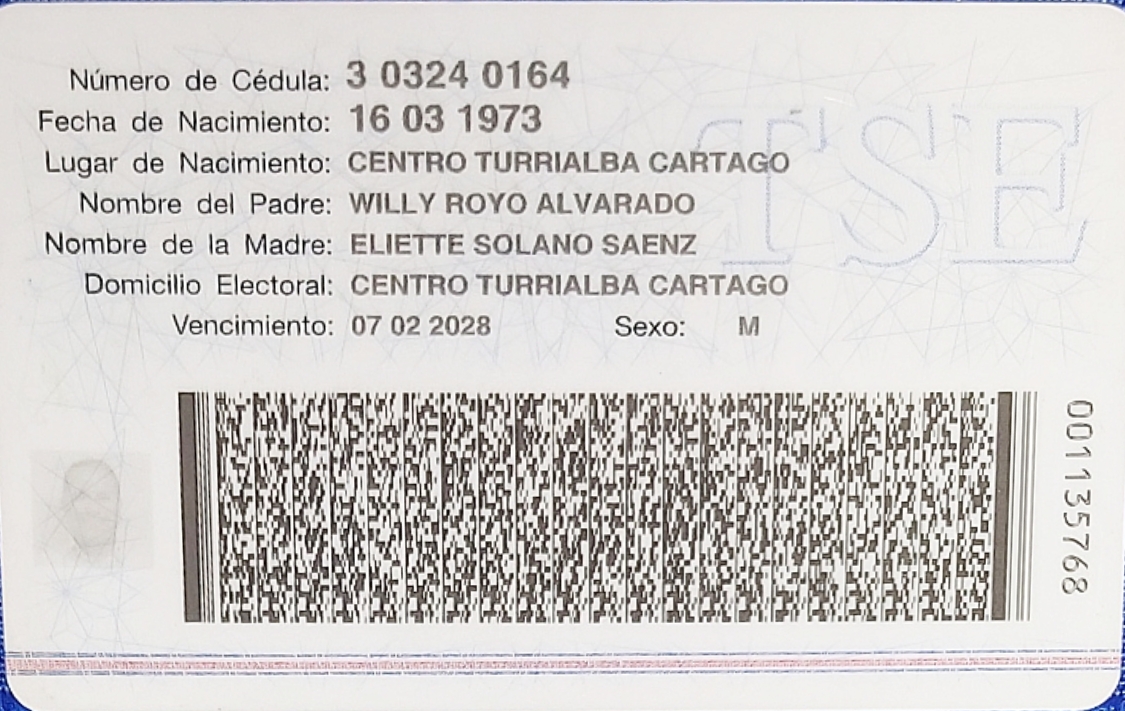 Número de Cédula: 3 0324 0164
Fecha de Nacimiento: 16 03 1973
Lugar de Nacimiento: CENTRO TURRIALBA CARTAGO
Nombre del Padre: WILLY ROYO ALVARADO
Nombre de la Madre: ELIETTE SOLANO SAENZ
Domicilio Electoral: CENTRO TURRIALBA CARTAGO
Vencimiento: 07 02 2028 Sexo: M
TSE
001135768